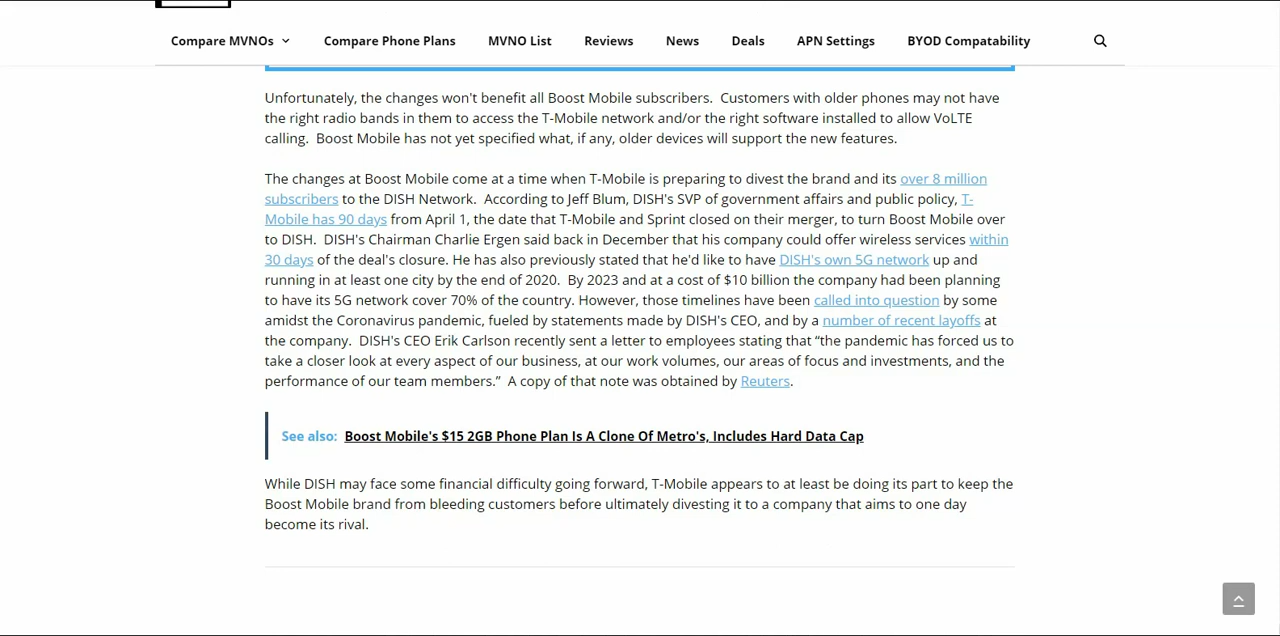 Compare MVNOs Compare Phone Plans MVNO List Reviews News Deals APN Settings BYOD Compatability
Unfortunately, the changes won't benefit all Boost Mobile subscribers.  Customers with older phones may not have
the right radio bands in them to access the T-Mobile network and/or the right software installed to allow VoLTE
calling.  Boost Mobile has not yet specified what, if any, older devices will support the new features.
The changes at Boost Mobile come at a time when T-Mobile is preparing to divest the brand and its over 8 million
subscribers to the DISH Network.  According to Jeff Blum, DISH's SVP of government affairs and public policy, T-
Mobile has 90 days from April 1, the date that T-Mobile and Sprint closed on their merger, to turn Boost Mobile over
to DISH.  DISH's Chairman Charlie Ergen said back in December that his company could offer wireless services within
30 days of the deal's closure. He has also previously stated that he'd like to have DISH's own 5G network up and
running in at least one city by the end of 2020.  By 2023 and at a cost of $10 billion the company had been planning
to have its 5G network cover 70% of the country. However, those timelines have been called into question by some
amidst the Coronavirus pandemic, fueled by statements made by DISH's CEO, and by a number of recent layoffs at
the company.  DISH's CEO Erik Carlson recently sent a letter to employees stating that “the pandemic has forced us to
take a closer look at every aspect of our business, at our work volumes, our areas of focus and investments, and the
performance of our team members.”  A copy of that note was obtained by Reuters.
See also: Boost Mobile's $15 2GB Phone Plan Is A Clone Of Metro's, Includes Hard Data Cap
While DISH may face some financial difficulty going forward, T-Mobile appears to at least be doing its part to keep the
Boost Mobile brand from bleeding customers before ultimately divesting it to a company that aims to one day
become its rival.